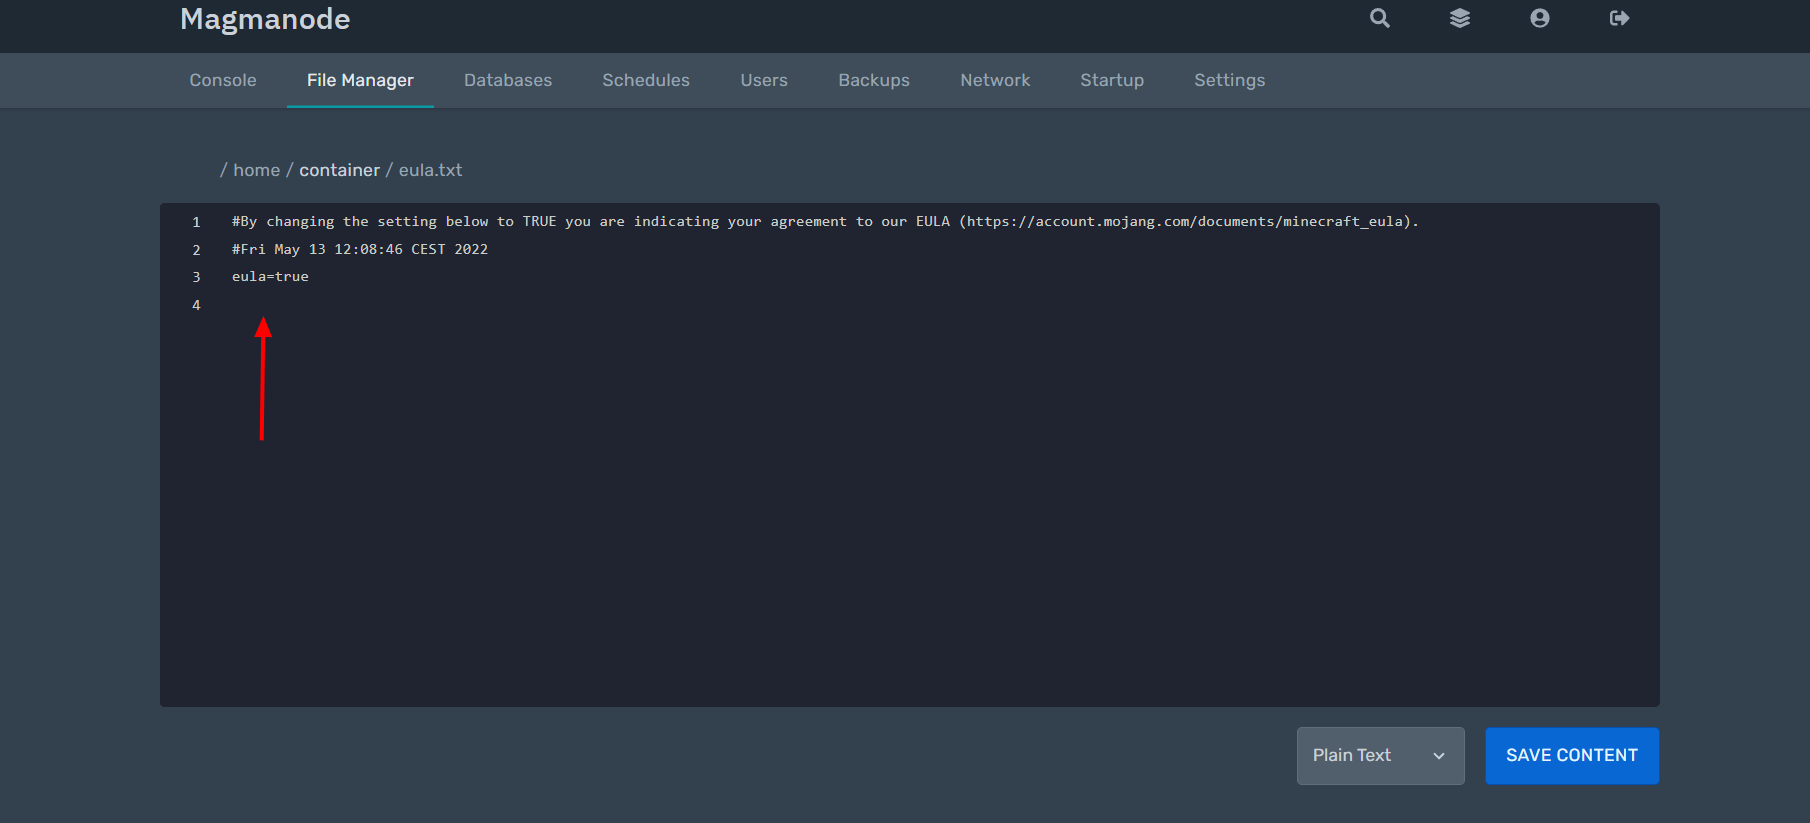 Magmanode
Console File Manager Databases Schedules Users Backups Network Startup Settings
/ home / container / eula.txt
1 #By changing the setting below to TRUE you are indicating your agreement to our EULA (https://account.mojang.com/documents/minecraft_eula).
2 #Fri May 13 12:08:46 CEST 2022
3 eula=true
4
Plain Text SAVE CONTENT